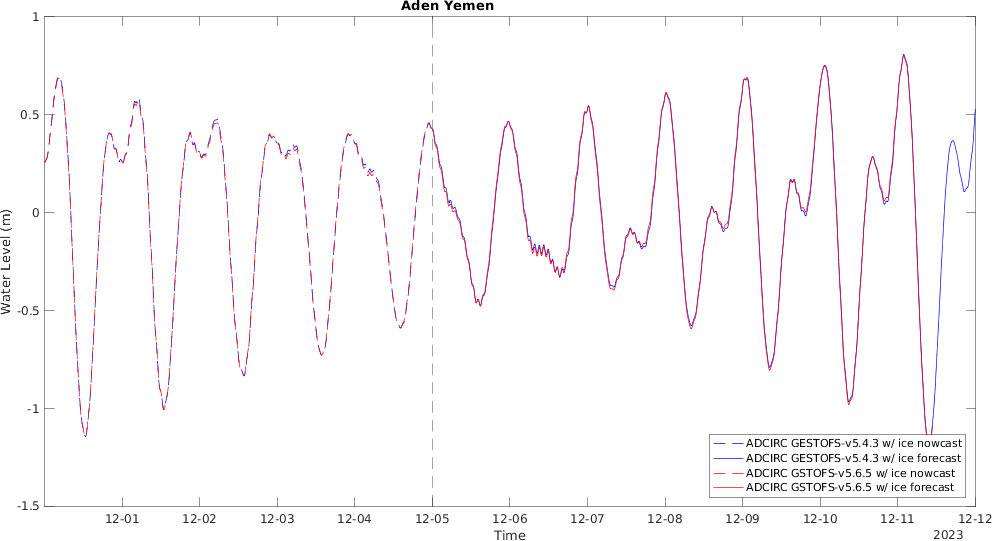 Aden Yemen
1
0.5
0
-0.5
-1
-1.5
Water Level (m)
ADCIRC GESTOFS-v5.4.3 w/ ice nowcast
ADCIRC GESTOFS-v5.4.3 w/ ice forecast
ADCIRC GSTOFS-v5.6.5 w/ ice nowcast
ADCIRC GSTOFS-v5.6.5 w/ ice forecast
12-01 12-02 12-03 12-04 12-05 12-06 12-07 12-08 12-09 12-10 12-11 12-12
Time
2023